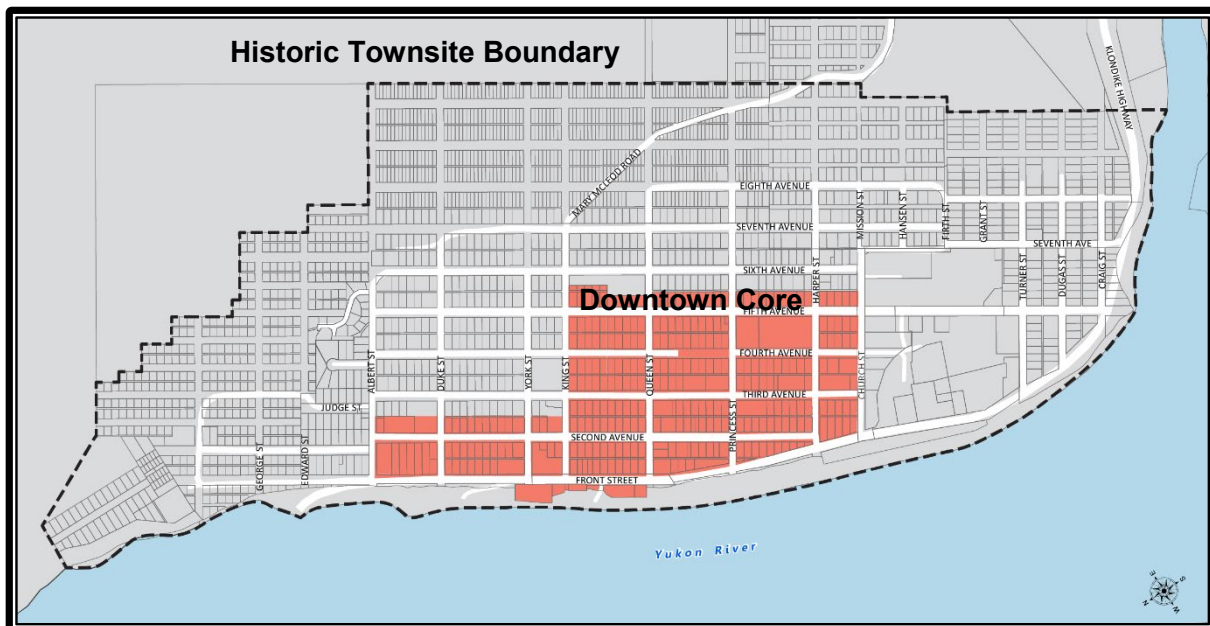 Historic Townsite Boundary
KLONDIKE HIGHWAY
MARY MCLEOD ROAD
EIGHTH AVENUE
MISSION ST
HANSEN ST
FIRTH ST
GRANT ST
SEVENTH AVENUE
SEVENTH AVE
SIXTH AVENUE
HARPER ST
TURNER ST
DUGAS ST
CRAIG ST
Downtown Core
FIFTH AVENUE
FOURTH AVENUE
ALBERT ST
DUKE ST
YORK ST
KING ST
QUEEN ST
CHURCH ST
THIRD AVENUE
JUDGE ST
PRINCESS ST
SECOND AVENUE
GEORGE ST
EDWARD ST
FRONT STREET
Yukon River
E
S
N
W